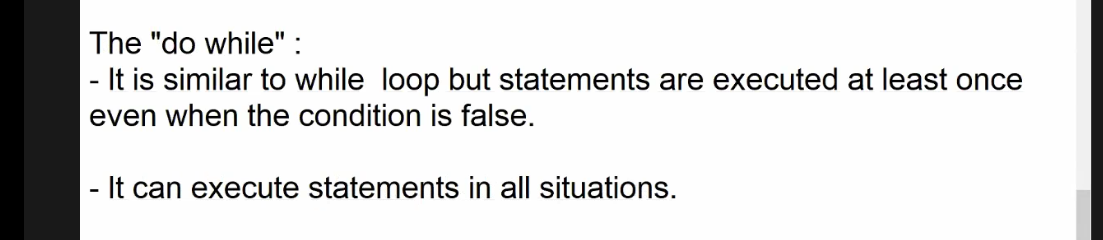 The "do while" :
- It is similar to while  loop but statements are executed at least once
even when the condition is false.
- It can execute statements in all situations.